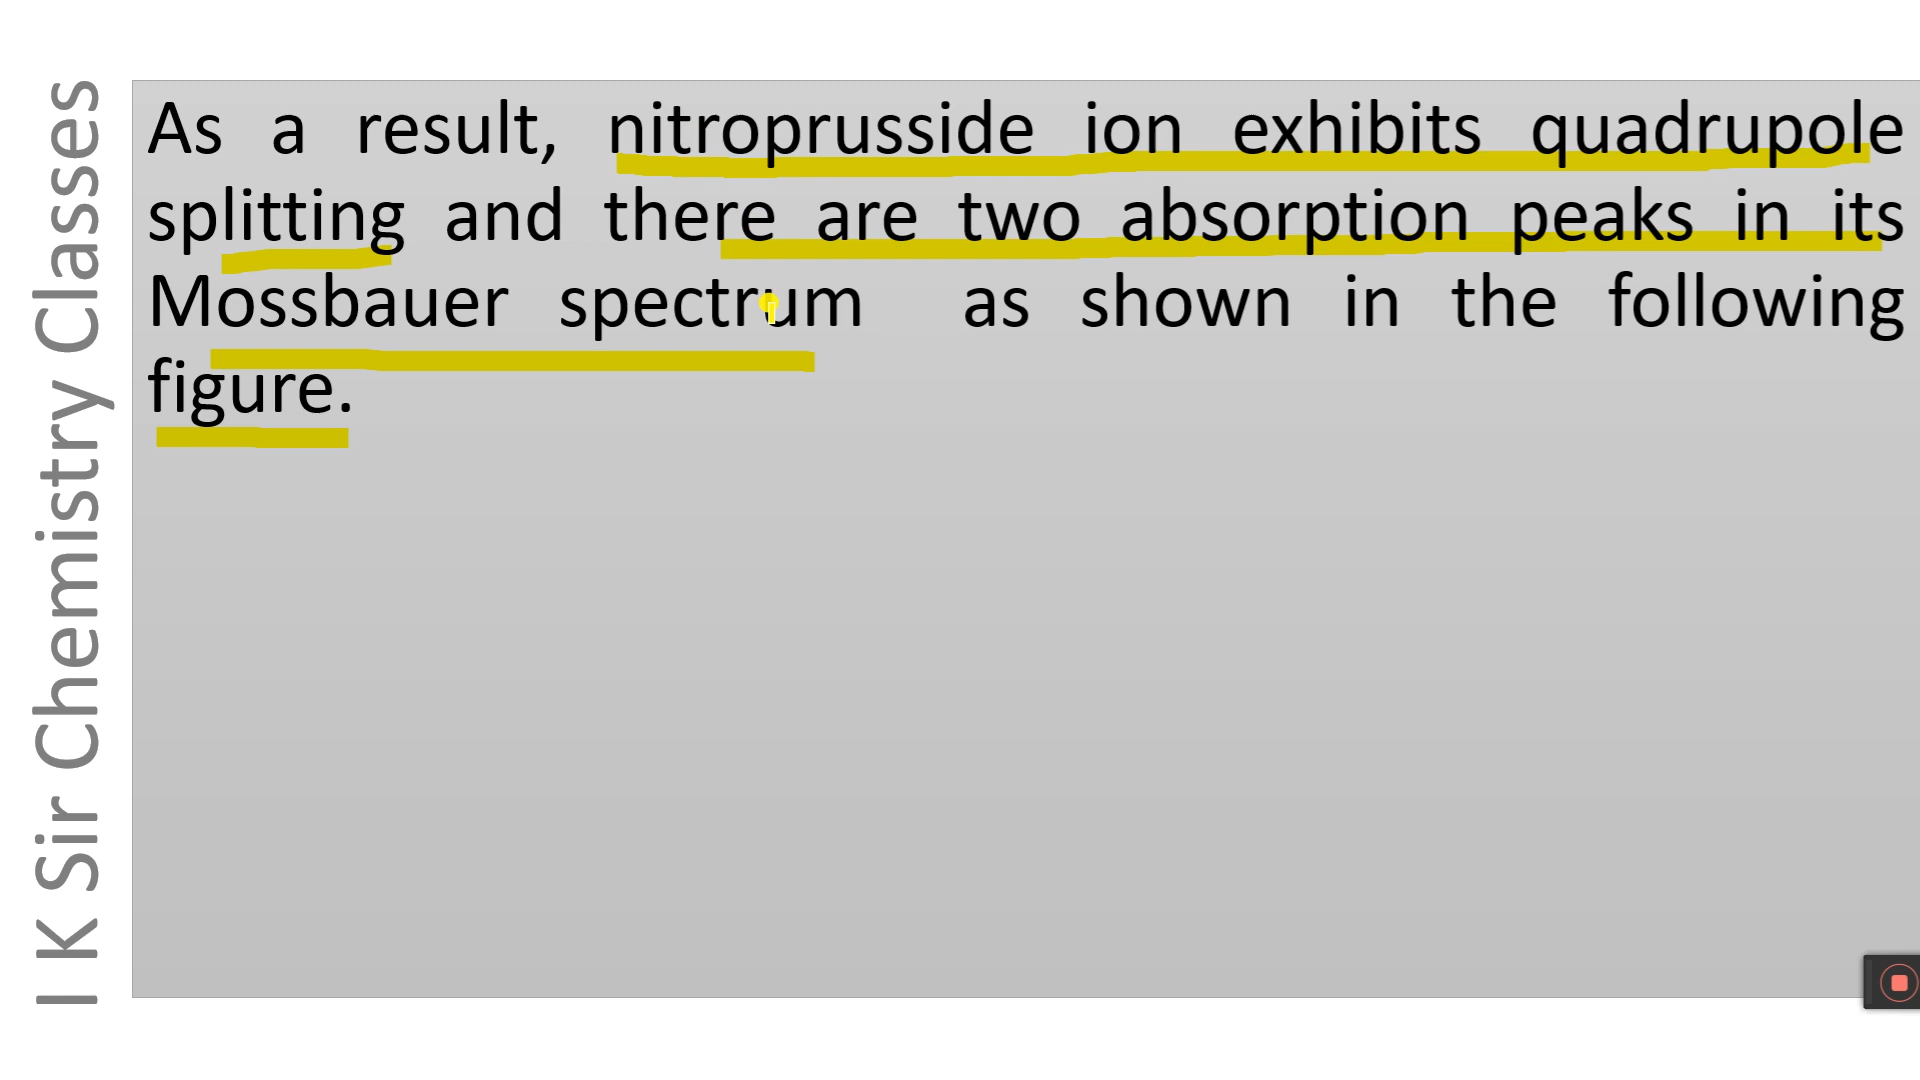 I K Sir Chemistry Classes
As a result, nitroprusside ion exhibits quadrupole
splitting and there are two absorption peaks in its
Mossbauer spectrum as shown in the following
figure.